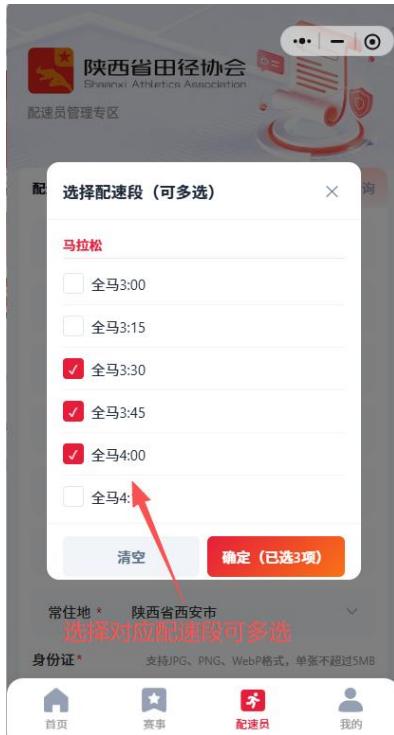 陕西省田径协会
Shaanxi Athletics Association
配速员管理专区
配
询
选择配速段（可多选）
马拉松
全马3:00
全马3:15
全马3:30
全马3:45
全马4:00
全马4:
清空
确定（已选3项）
常住地 *
陕西省西安市
选择对应配速段可多选
身份证*
支持JPG、PNG、WebP格式，单张不超过5MB
首页
赛事
配速员
我的